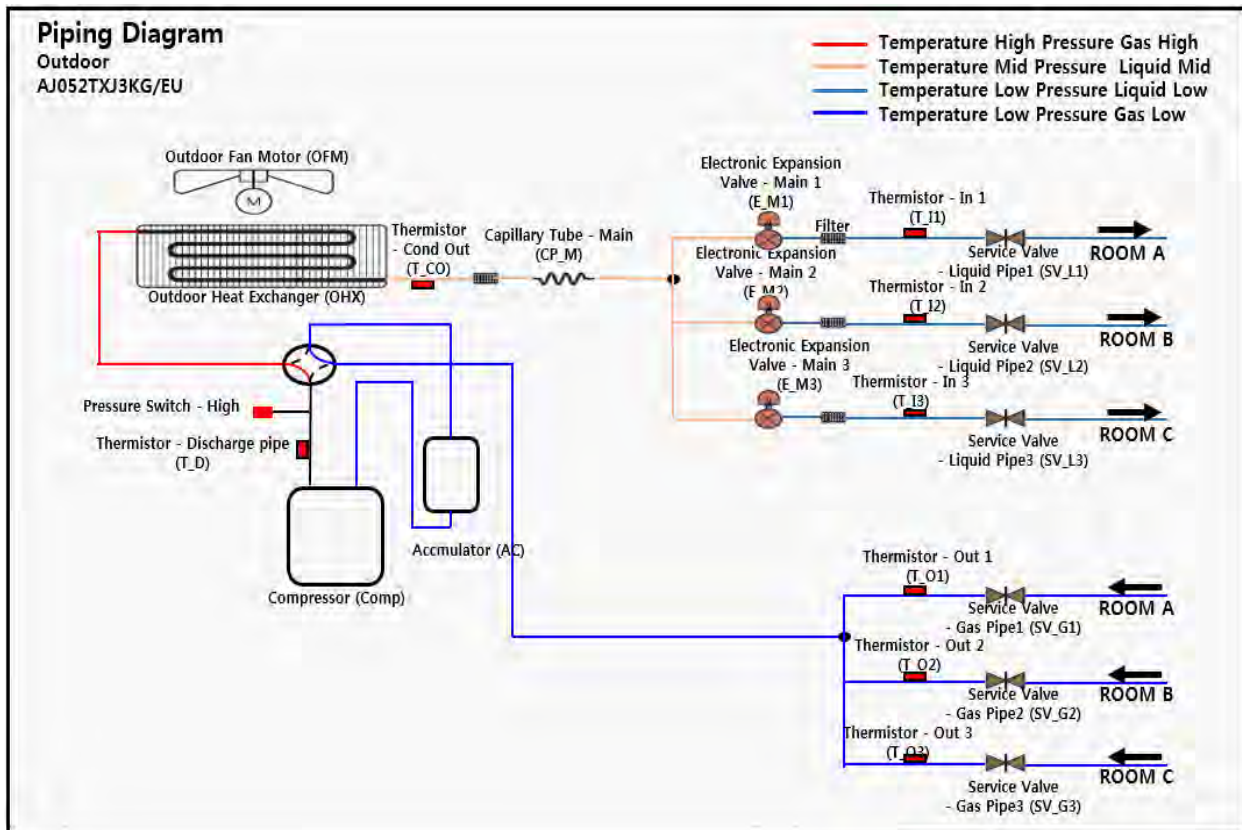 Piping Diagram
Outdoor
AJ052TXJ3KG/EU
Temperature High Pressure Gas High
Temperature Mid Pressure Liquid Mid
Temperature Low Pressure Liquid Low
Temperature Low Pressure Gas Low
Outdoor Fan Motor (OFM)
M
Outdoor Heat Exchanger (OHX)
Thermistor
- Cond Out
(T_CO)
Capillary Tube - Main
(CP_M)
Electronic Expansion
Valve - Main 1
(E_M1)
Filter
Thermistor - In 1
(T_I1)
Service Valve
- Liquid Pipe1 (SV_L1)
ROOM A
Electronic Expansion
Valve - Main 2
(E_M2)
Thermistor - In 2
(T_I2)
Service Valve
- Liquid Pipe2 (SV_L2)
ROOM B
Electronic Expansion
Valve - Main 3
(E_M3)
Thermistor - In 3
(T_I3)
Service Valve
- Liquid Pipe3 (SV_L3)
ROOM C
Pressure Switch - High
Thermistor - Discharge pipe
(T_D)
Accmulator (AC)
Compressor (Comp)
Thermistor - Out 1
(T_O1)
Service Valve
- Gas Pipe1 (SV_G1)
ROOM A
Thermistor - Out 2
(T_O2)
Service Valve
- Gas Pipe2 (SV_G2)
ROOM B
Thermistor - Out 3
(T_O3)
Service Valve
- Gas Pipe3 (SV_G3)
ROOM C